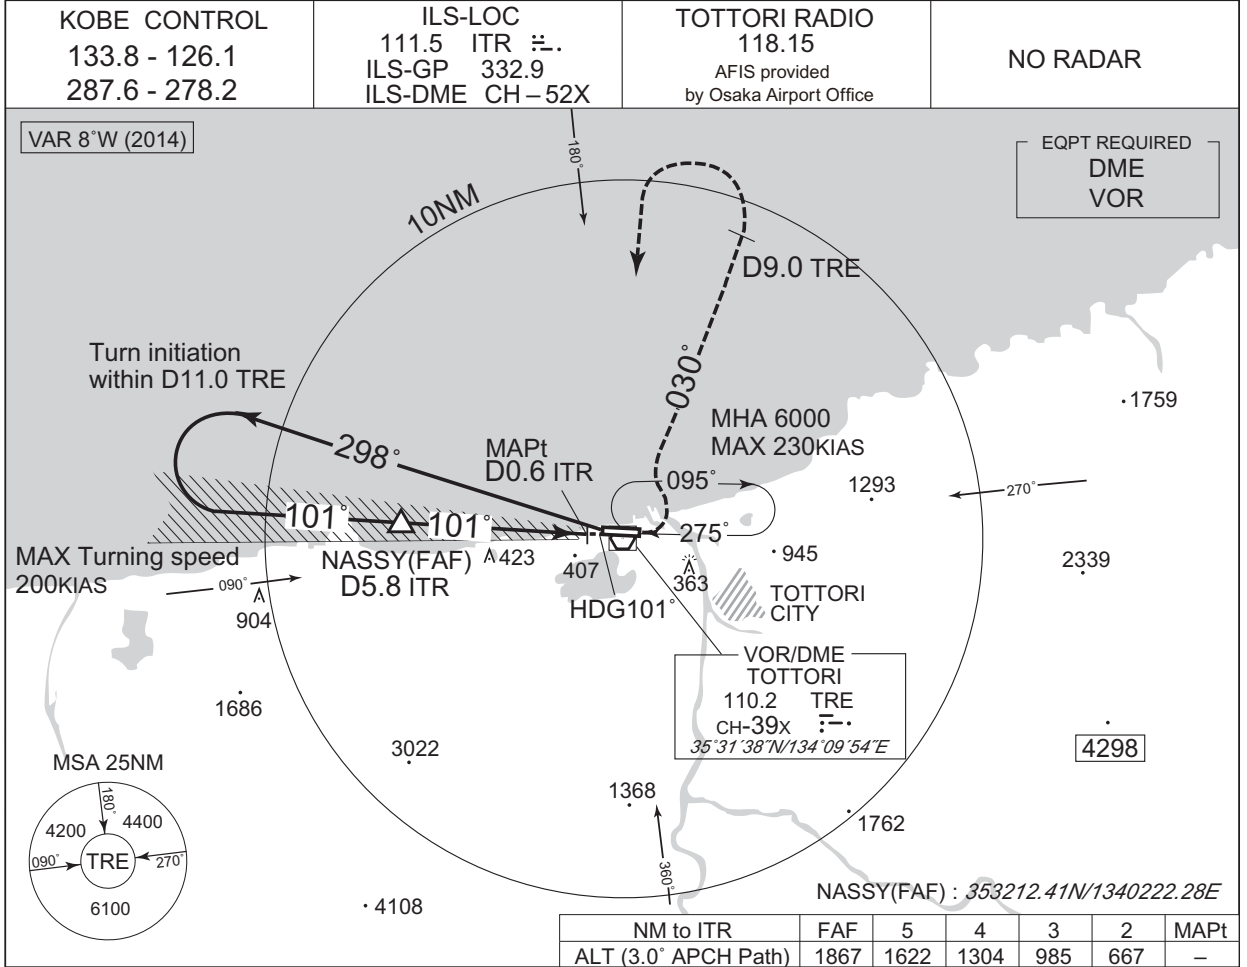 KOBE CONTROL
133.8 - 126.1
287.6 - 278.2
ILS-LOC
111.5 ITR
ILS-GP 332.9
ILS-DME CH – 52X
TOTTORI RADIO
118.15
AFIS provided
by Osaka Airport Office
NO RADAR
VAR 8˚W (2014)
EQPT REQUIRED
DME
VOR
180˚
10NM
D9.0 TRE
Turn initiation
within D11.0 TRE
030˚
298˚
MAPt
D0.6 ITR
MHA 6000
MAX 230KIAS
1759
095˚
1293
270˚
101˚
101˚
275˚
MAX Turning speed
200KIAS
NASSY(FAF)
D5.8 ITR
423
407
363
945
2339
090˚
904
HDG101˚
TOTTORI
CITY
VOR/DME
TOTTORI
110.2 TRE
CH-39X
35˚31´38˝N/134˚09´54˝E
1686
3022
4298
MSA 25NM
1368
1762
180˚
4200
4400
090˚
TRE
270˚
6100
360˚
4108
NASSY(FAF) : 353212.41N/1340222.28E
NM to ITR FAF 5 4 3 2 MAPt
ALT (3.0˚ APCH Path) 1867 1622 1304 985 667 –